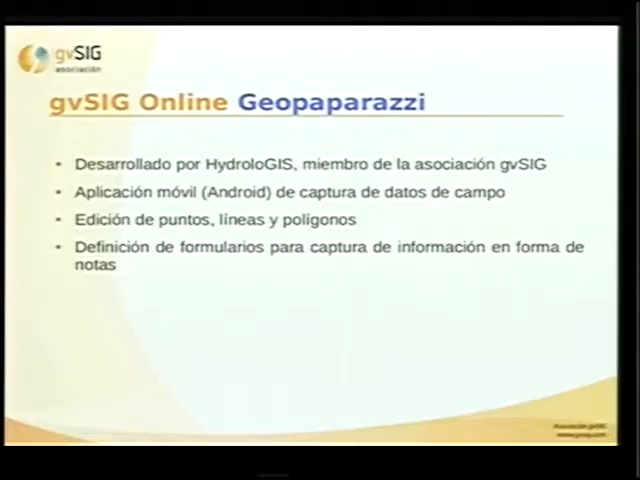 gvSIG
asociación
gvSIG Online Geopaparazzi
• Desarrollado por HydroloGIS, miembro de la asociación gvSIG
• Aplicación móvil (Android) de captura de datos de campo
• Edición de puntos, líneas y polígonos
• Definición de formularios para captura de información en forma de
notas
Asociación gvSIG